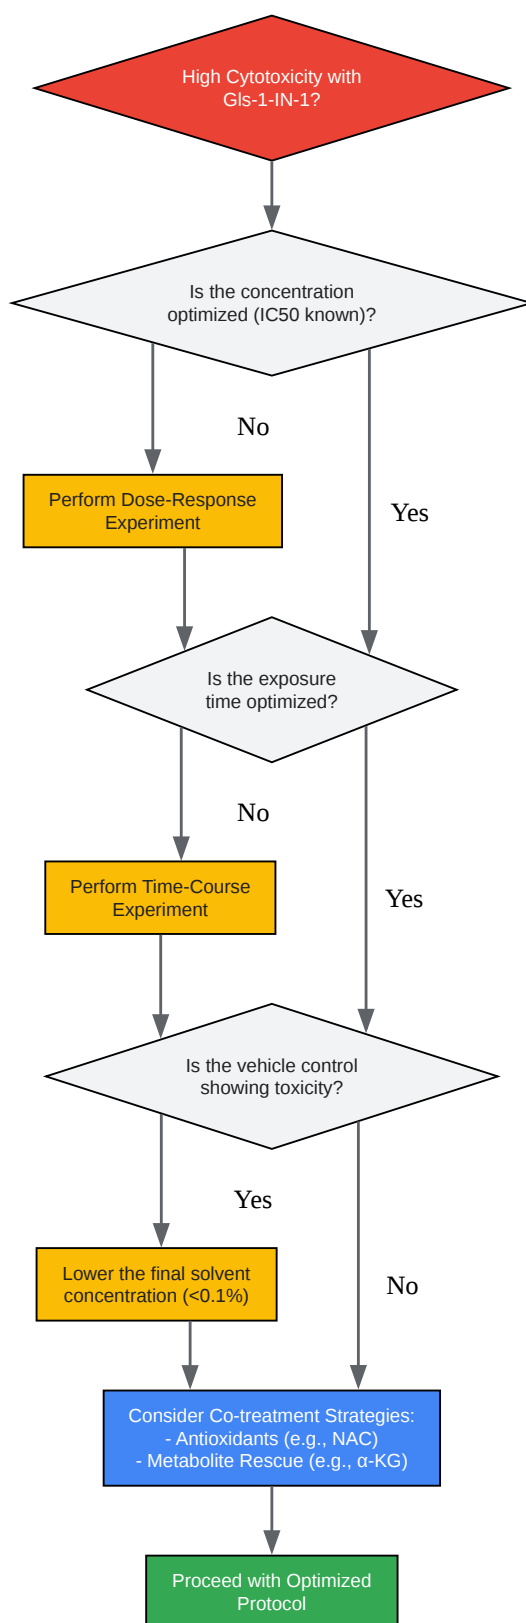 High Cytotoxicity with
Gls-1-IN-1?
Is the concentration
optimized (IC50 known)?
No
Yes
Perform Dose-Response
Experiment
Is the exposure
time optimized?
No
Yes
Perform Time-Course
Experiment
Is the vehicle control
showing toxicity?
Yes
No
Lower the final solvent
concentration (<0.1%)
Consider Co-treatment Strategies:
- Antioxidants (e.g., NAC)
- Metabolite Rescue (e.g., α-KG)
Proceed with Optimized
Protocol